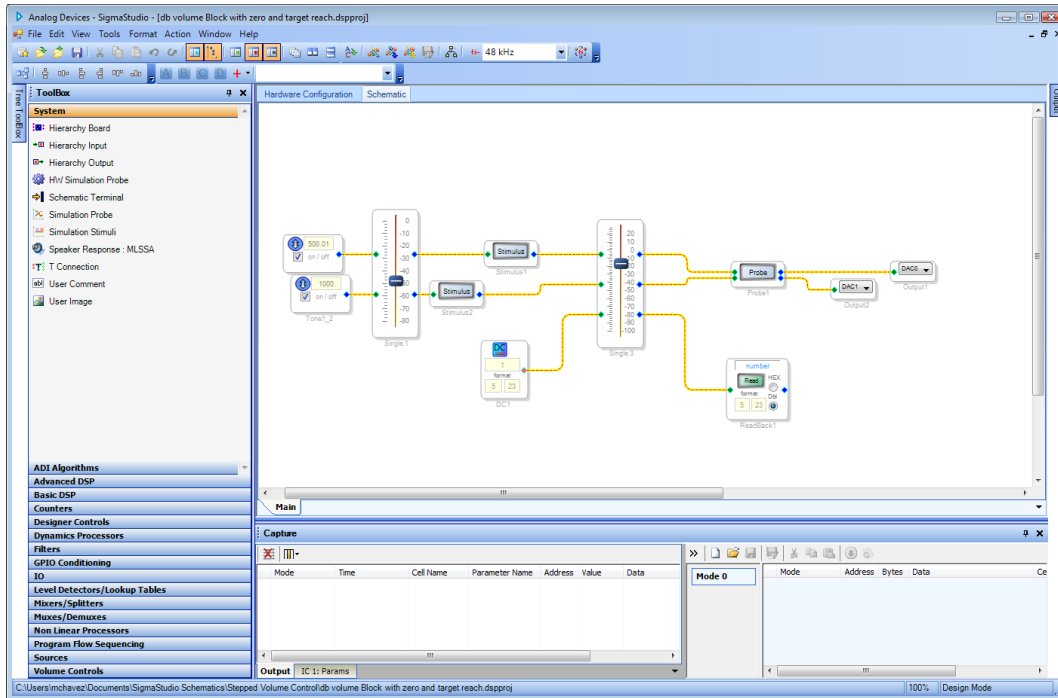 Analog Devices - SigmaStudio - [db volume Block with zero and target reach.dspproj]
File Edit View Tools Format Action Window Help
48 kHz
A B C D
Tree ToolBox
ToolBox
System
Hierarchy Board
Hierarchy Input
Hierarchy Output
HW Simulation Probe
Schematic Terminal
Simulation Probe
Simulation Stimuli
Speaker Response : MLSSA
T Connection
User Comment
User Image
ADI Algorithms
Advanced DSP
Basic DSP
Counters
Designer Controls
Dynamics Processors
Filters
GPIO Conditioning
IO
Level Detectors/Lookup Tables
Mixers/Splitters
Muxes/Demuxes
Non Linear Processors
Program Flow Sequencing
Sources
Volume Controls
Hardware Configuration Schematic
Output
500.01
on / off
1000
on / off
Tone1_2
0
-10
-20
-30
-40
-50
-60
-70
-80
Single 1
Stimulus
Stimulus1
Stimulus
Stimulus2
DC
1
format
5 23
DC1
20
10
0
-10
-20
-30
-40
-50
-60
-70
-80
-90
-100
Single 3
Probe
Probe1
DAC0
Output1
DAC1
Output2
number
Read HEX
format Dbl
5 23
ReadBack1
Main
Capture
Mode Time Cell Name Parameter Name Address Value Data
Output IC 1: Params
Mode 0
Mode Address Bytes Data Ce
C:\Users\mchavez\Documents\SigmaStudio Schematics\Stepped Volume Control\db volume Block with zero and target reach.dspproj
100% Design Mode